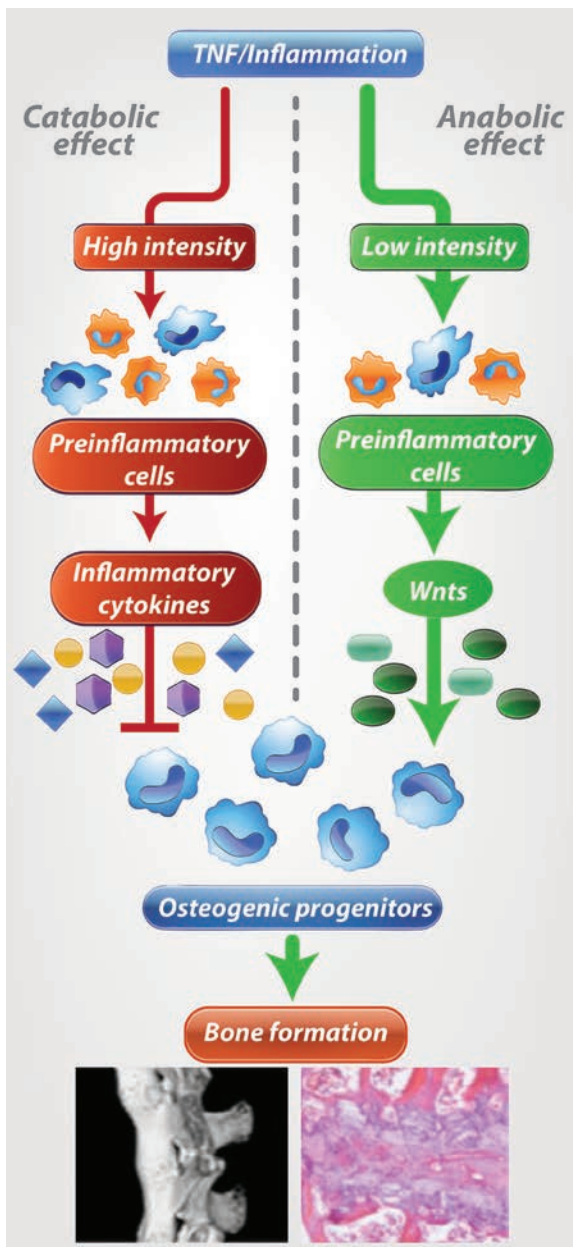 TNF/Inflammation
Catabolic
effect
Anabolic
effect
High intensity
Low intensity
Preinflammatory
cells
Preinflammatory
cells
Inflammatory
cytokines
Wnts
Osteogenic progenitors
Bone formation